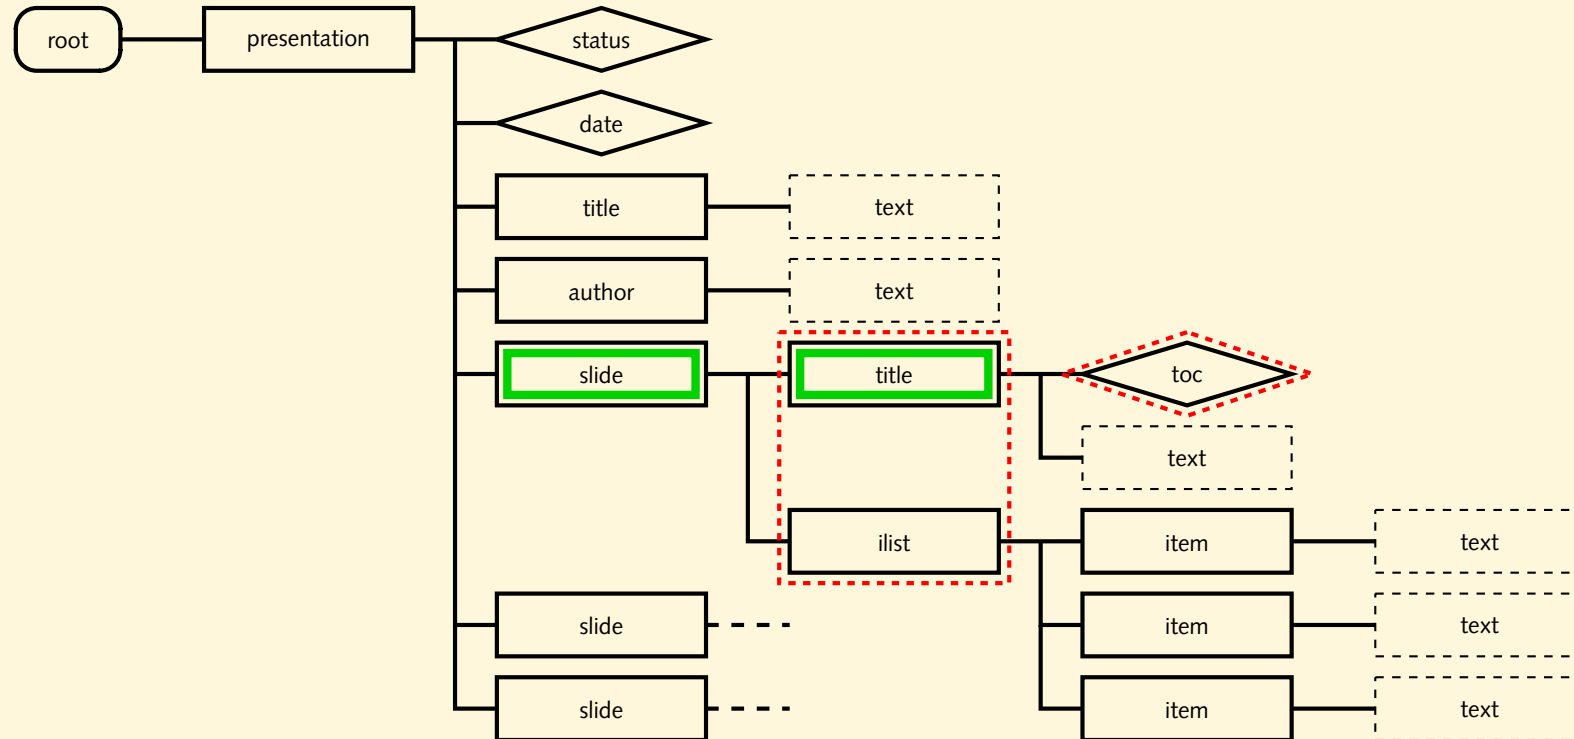 root presentation status
date
title text
author text
slide title toc
text
ilist item text
slide item text
slide item text